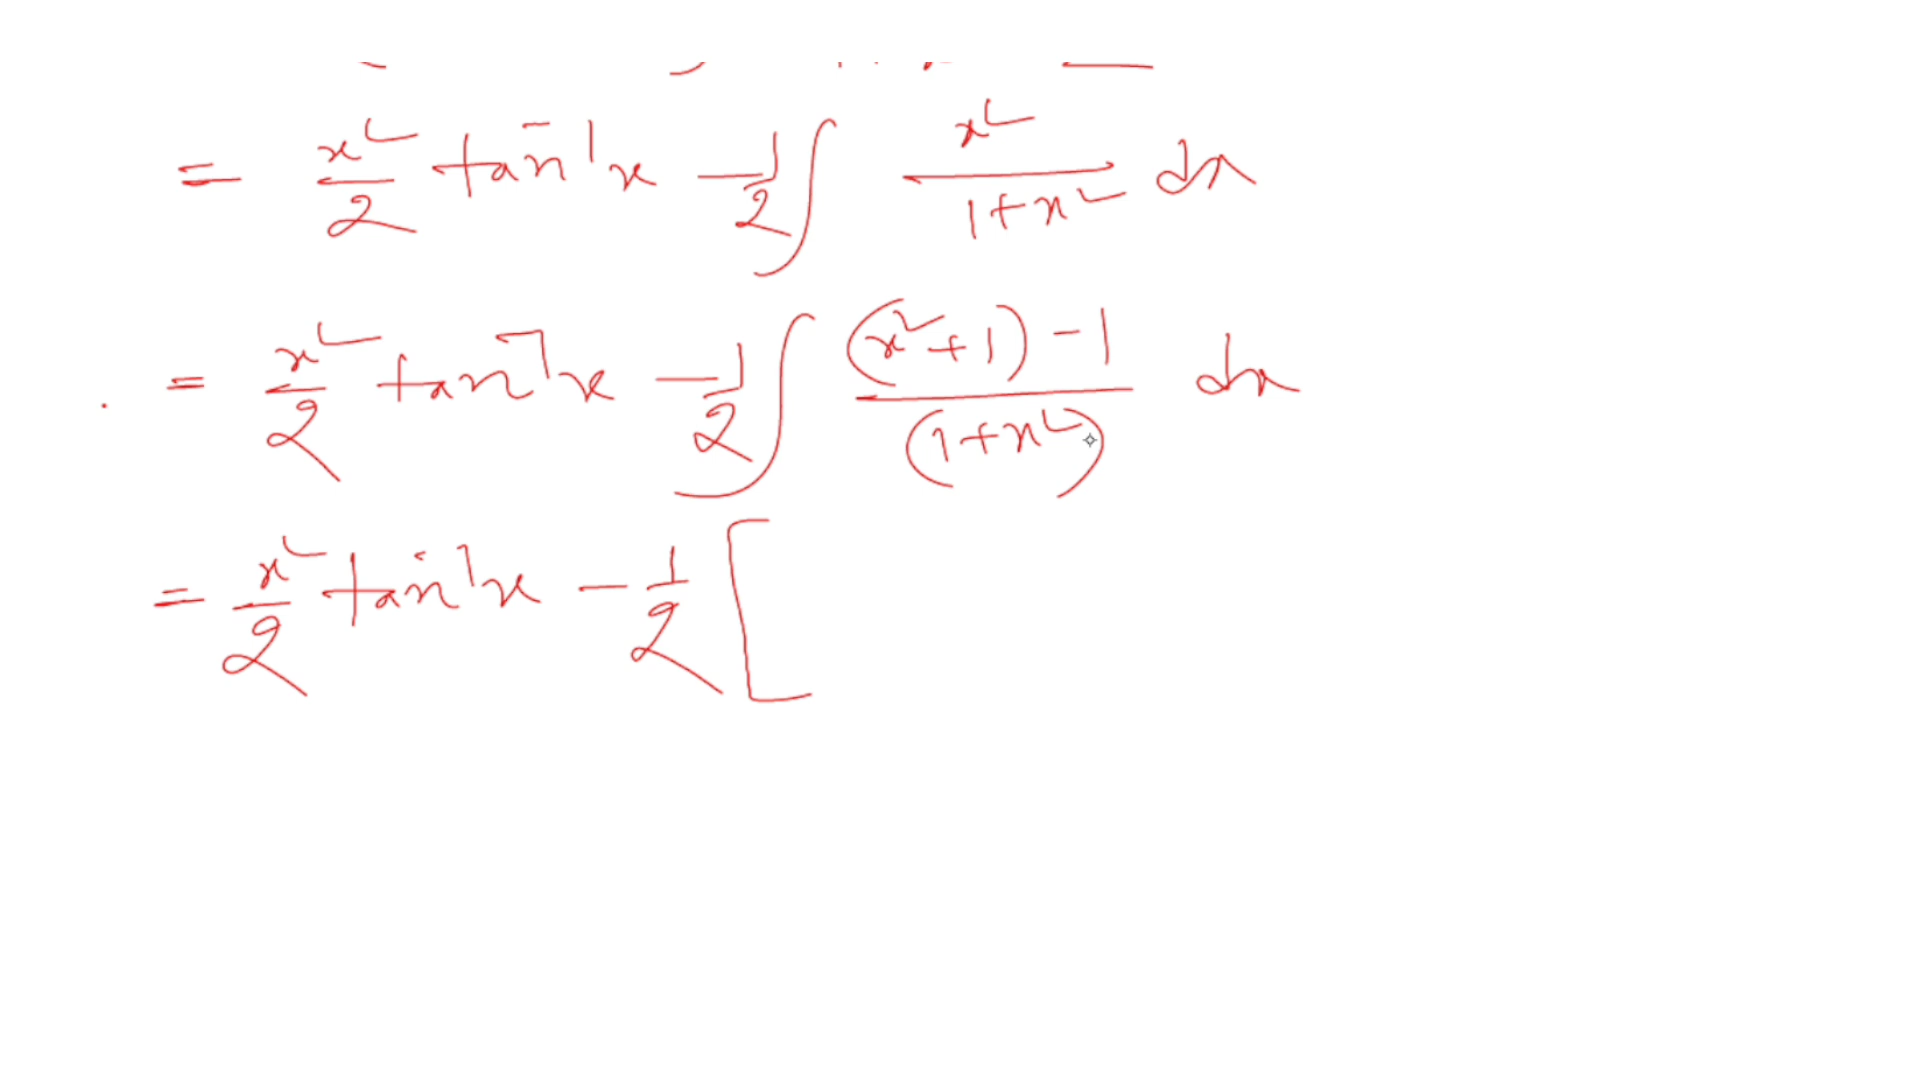 = x²/2 tan⁻¹x - 1/2 ∫ x²/(1+x²) dx
= x²/2 tan⁻¹x - 1/2 ∫ ((x²+1) - 1)/(1+x²) dx
= x²/2 tan⁻¹x - 1/2 [